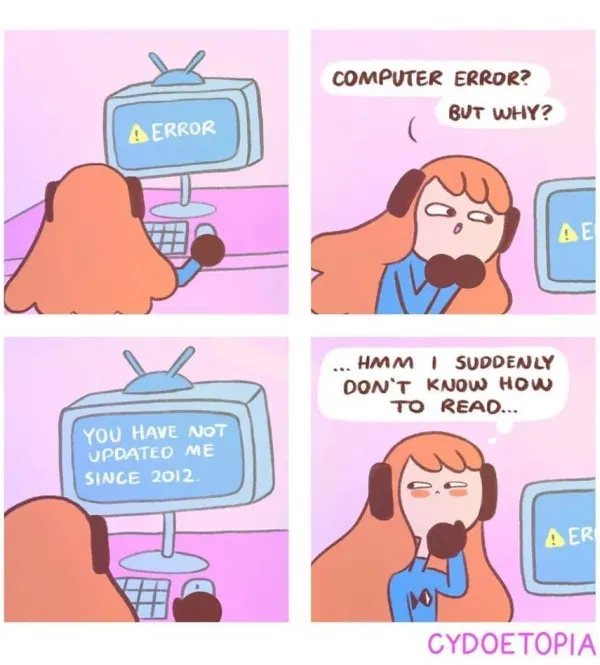 ⚠ERROR
COMPUTER ERROR?
BUT WHY?
⚠E
YOU HAVE NOT
UPDATED ME
SINCE 2012.
... HMM I SUDDENLY
DON'T KNOW HOW
TO READ...
⚠ER
CYDOETOPIA